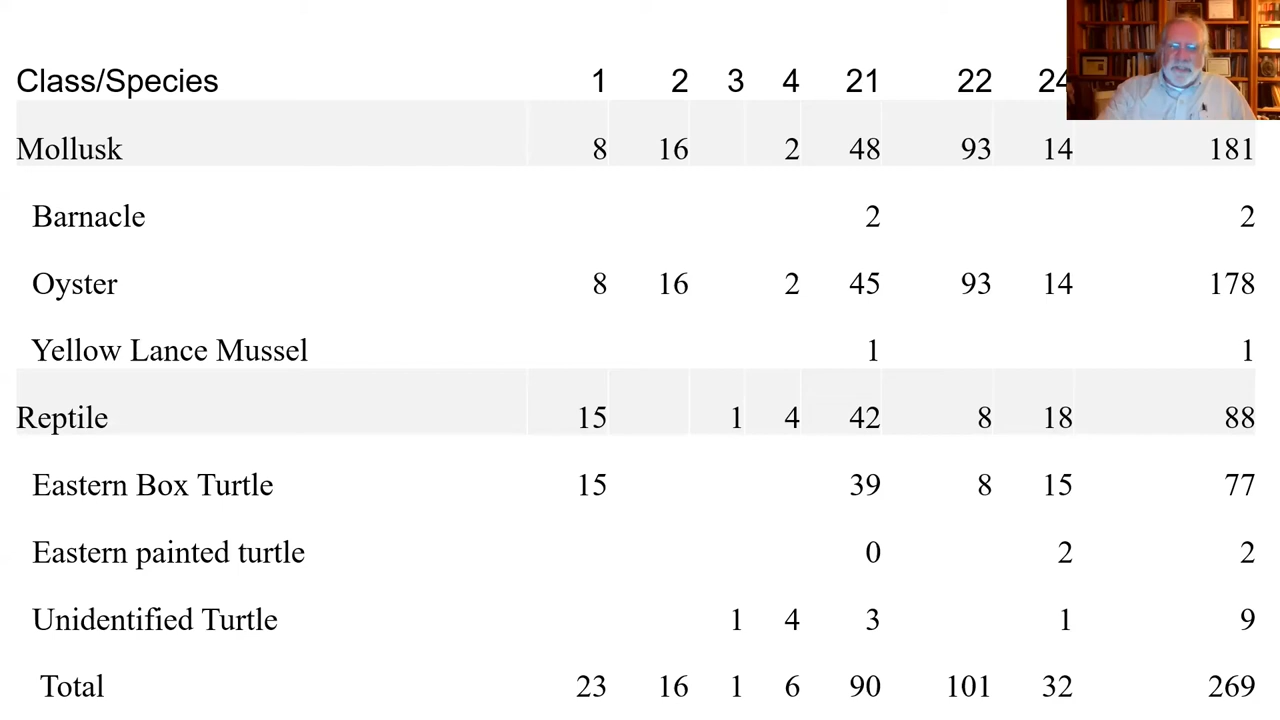 Class/Species 1 2 3 4 21 22 24
Mollusk 8 16 2 48 93 14 181
Barnacle 2 2
Oyster 8 16 2 45 93 14 178
Yellow Lance Mussel 1 1
Reptile 15 1 4 42 8 18 88
Eastern Box Turtle 15 39 8 15 77
Eastern painted turtle 0 2 2
Unidentified Turtle 1 4 3 1 9
Total 23 16 1 6 90 101 32 269